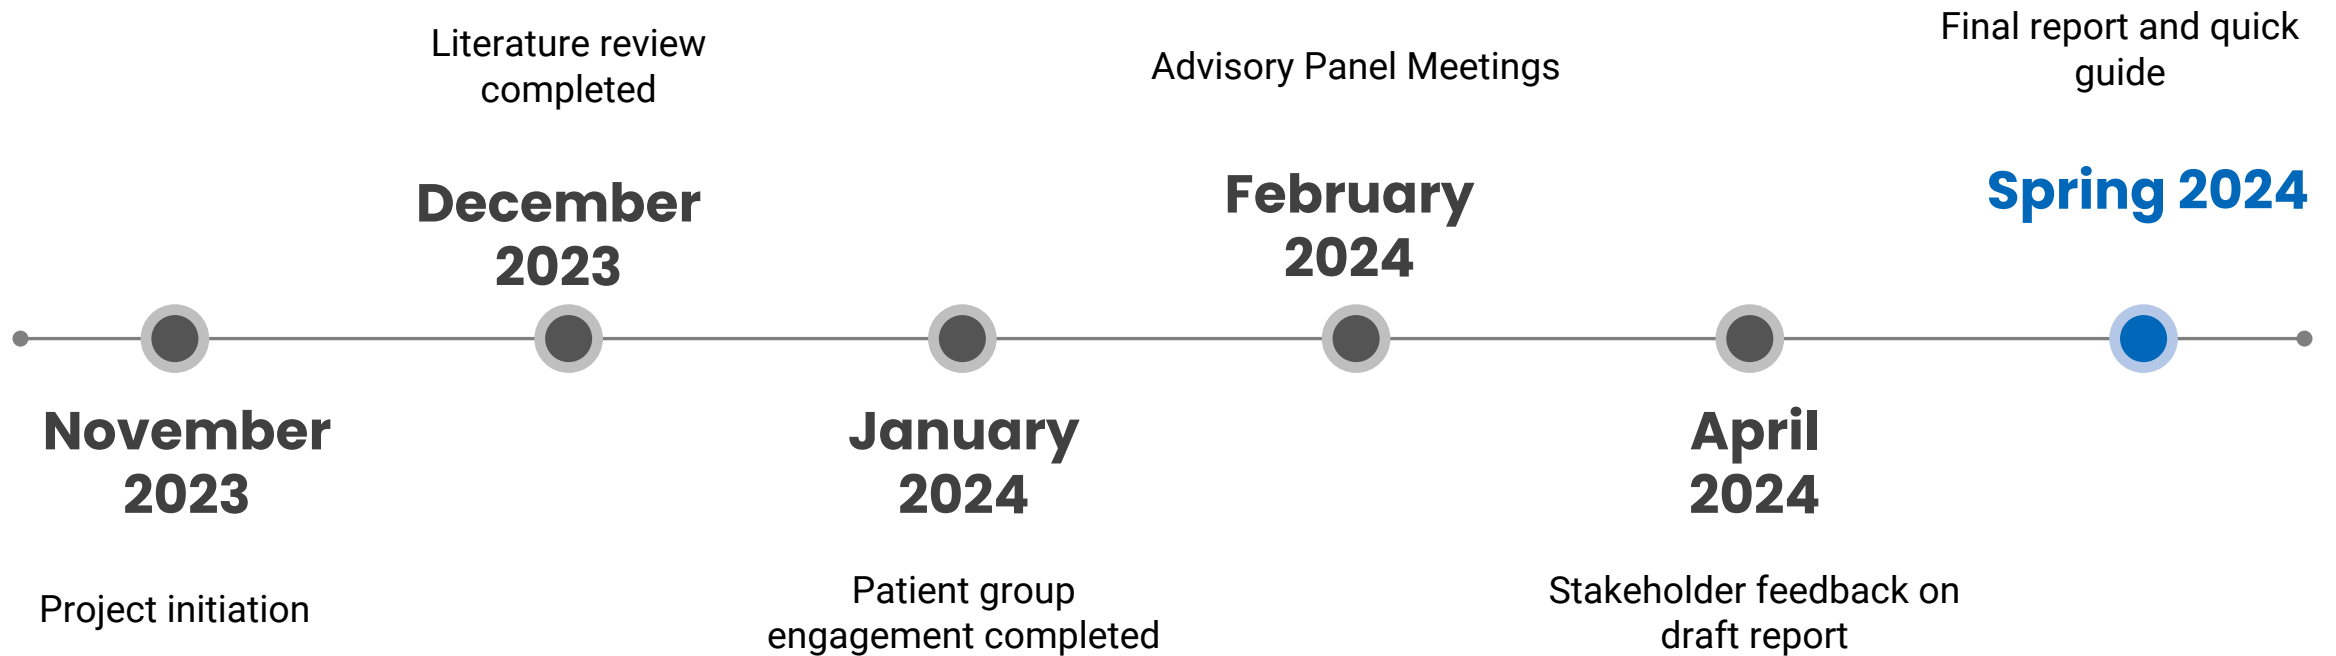 Literature review
completed
December
2023
Advisory Panel Meetings
February
2024
Final report and quick
guide
Spring 2024
November
2023
Project initiation
January
2024
Patient group
engagement completed
April
2024
Stakeholder feedback on
draft report